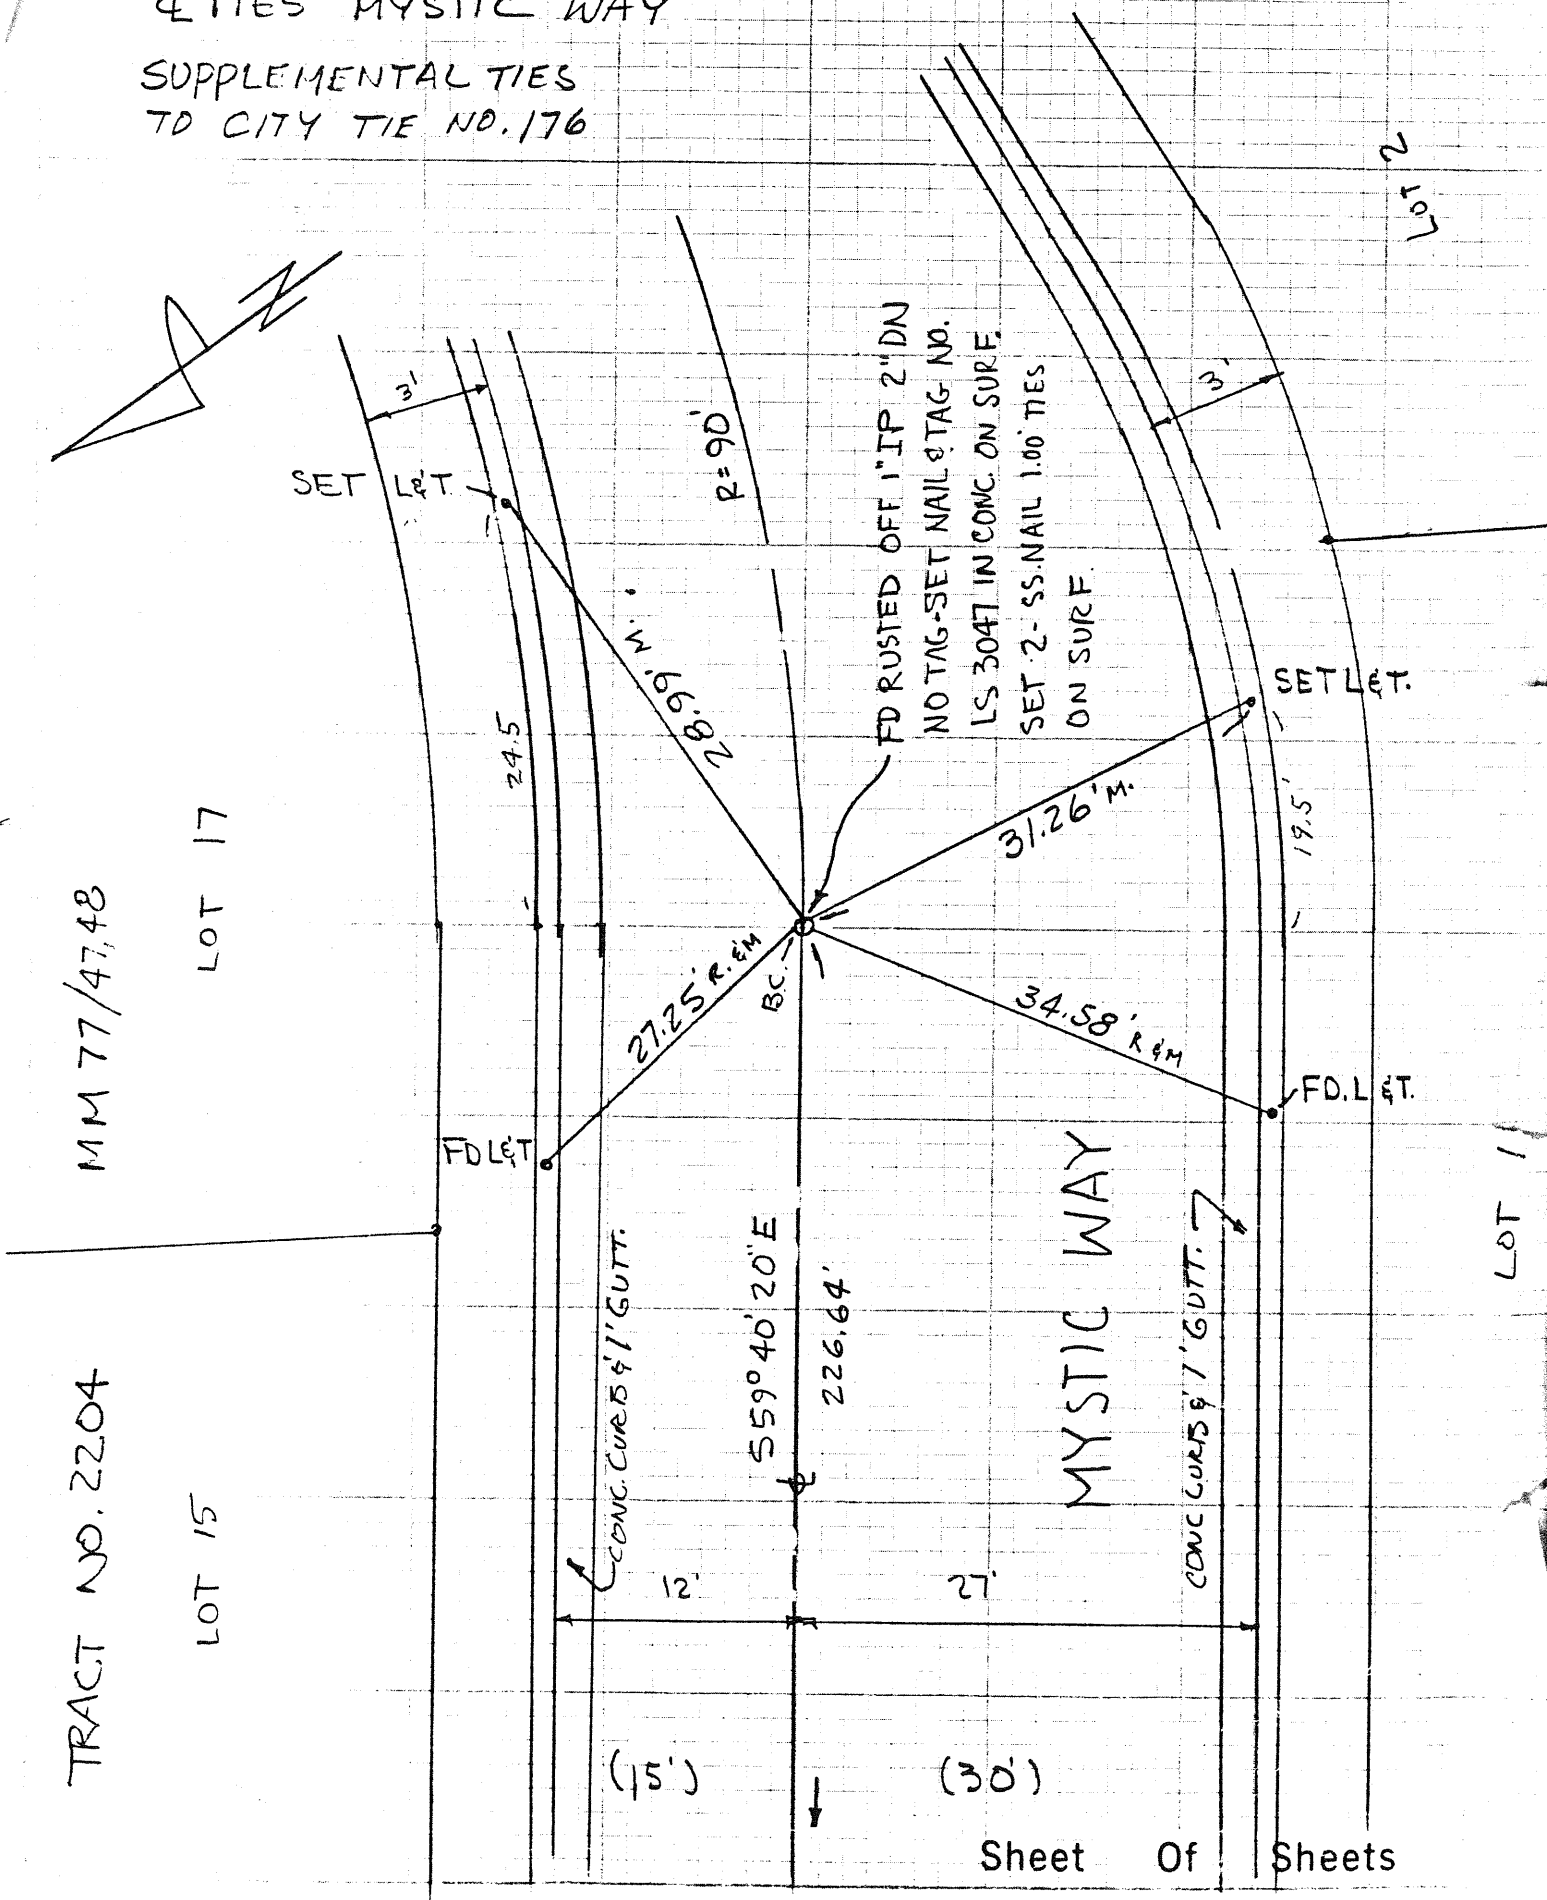 ℄ TIES MYSTIC WAY
SUPPLEMENTAL TIES
TO CITY TIE NO. 176
LOT 2
N
3'
SET L&T.
R=90'
FD RUSTED OFF 1" IP 2" DN
NO TAG-SET NAIL & TAG NO.
LS 3047 IN CONC. ON SURF.
SET 2- SS. NAIL 1.00' TIES
ON SURF.
3'
28.99' M.
24.5
SET L&T.
31.26' M.
19.5'
MM 77/47,48
LOT 17
27.25' R. &M
B.C.
34.58' R &M
FD L&T
FD. L &T.
LOT 1
TRACT NO. 2204
LOT 15
CONC. CURB & 1' GUTT.
S59° 40' 20" E
226.64'
MYSTIC WAY
CONC CURB & 1' GUTT.
12'
27'
(15')
(30')
Sheet Of Sheets